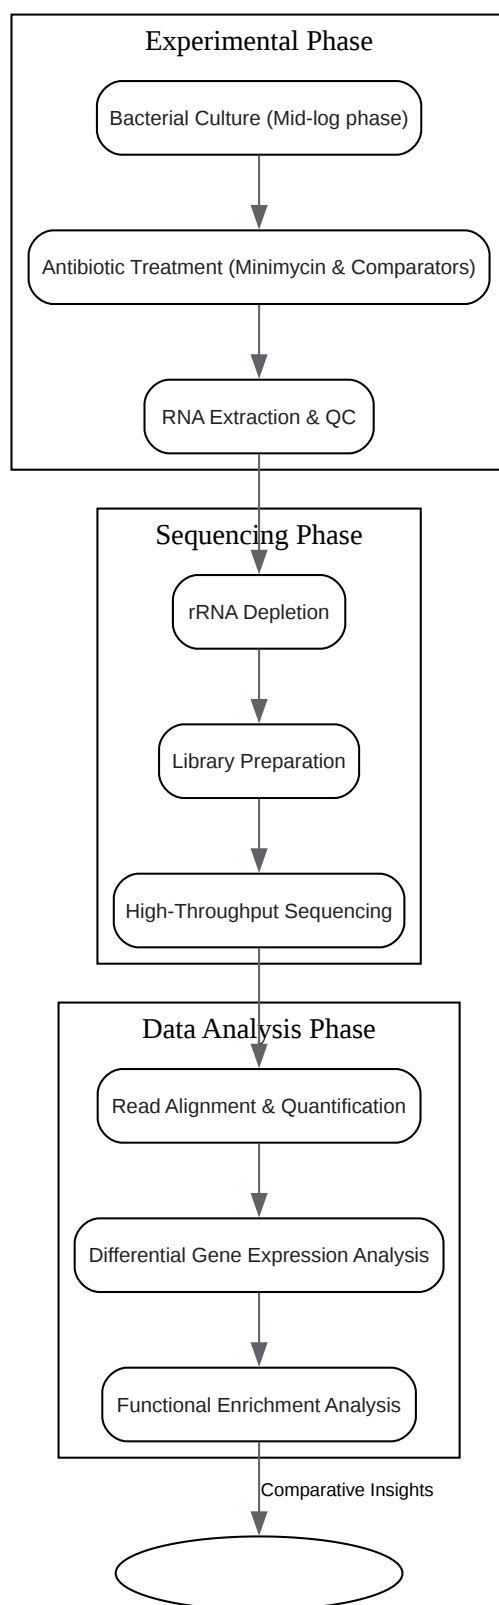 Experimental Phase
Bacterial Culture (Mid-log phase)
Antibiotic Treatment (Minimycin & Comparators)
RNA Extraction & QC
Sequencing Phase
rRNA Depletion
Library Preparation
High-Throughput Sequencing
Data Analysis Phase
Read Alignment & Quantification
Differential Gene Expression Analysis
Functional Enrichment Analysis
Comparative Insights